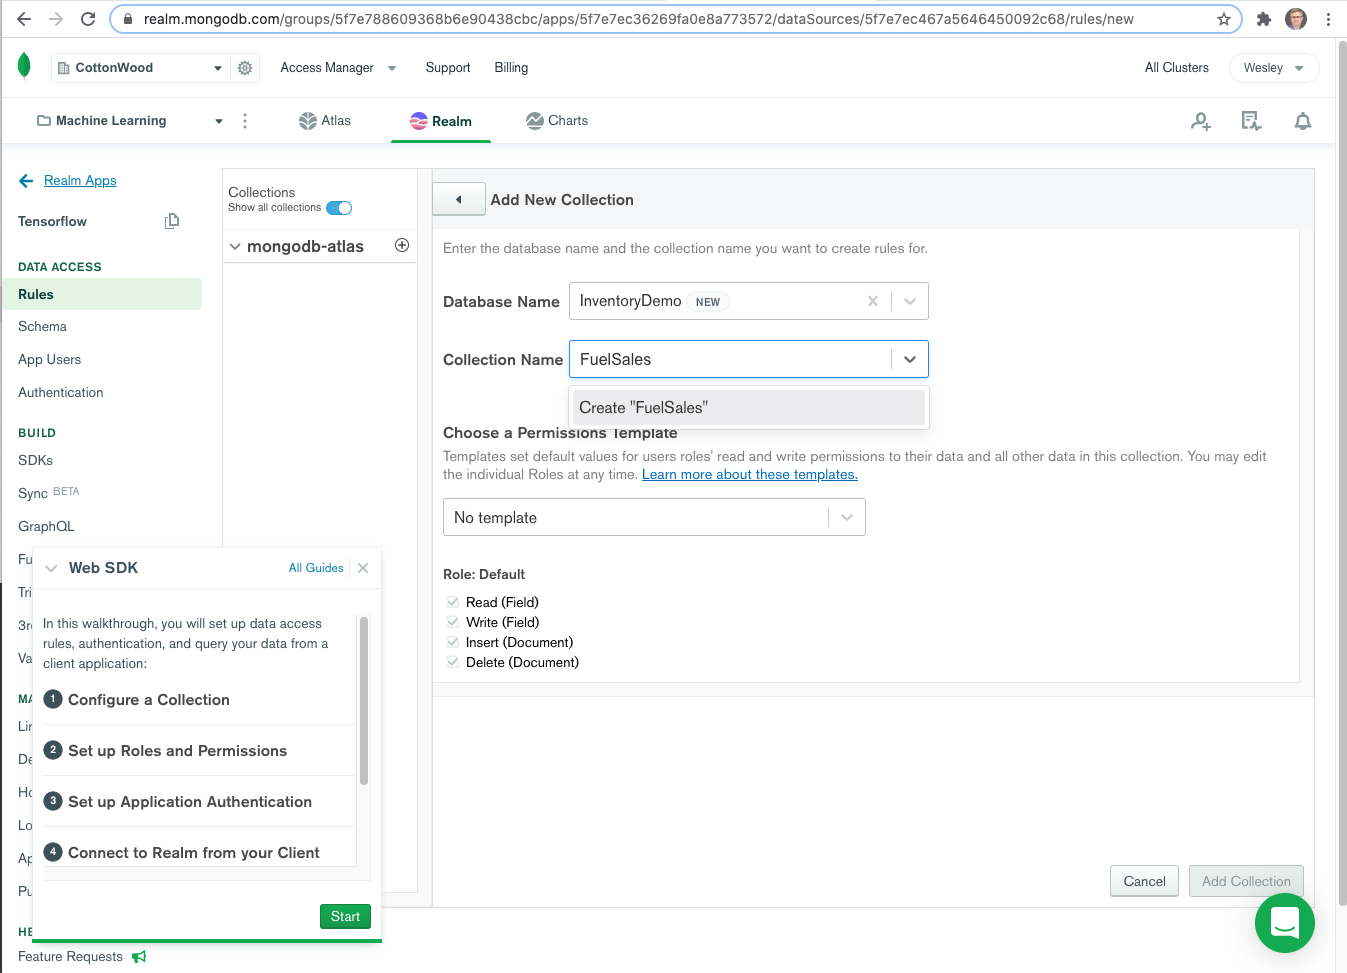 realm.mongodb.com/groups/5f7e788609368b6e90438cbc/apps/5f7e7ec36269fa0e8a773572/dataSources/5f7e7ec467a5646450092c68/rules/new
CottonWood
Access Manager
Support
Billing
All Clusters
Wesley
Machine Learning
Atlas
Realm
Charts
Realm Apps
Tensorflow
DATA ACCESS
Rules
Schema
App Users
Authentication
BUILD
SDKs
Sync BETA
GraphQL
Fu
Tri
3r
Va
MA
Lin
De
Ho
Lo
Ap
Pu
HE
Feature Requests
Collections
Show all collections
mongodb-atlas
Add New Collection
Enter the database name and the collection name you want to create rules for.
Database Name InventoryDemo NEW
Collection Name FuelSales
Create "FuelSales"
Choose a Permissions Template
Templates set default values for users roles' read and write permissions to their data and all other data in this collection. You may edit
the individual Roles at any time. Learn more about these templates.
No template
Role: Default
Read (Field)
Write (Field)
Insert (Document)
Delete (Document)
Cancel
Add Collection
Web SDK
All Guides
In this walkthrough, you will set up data access
rules, authentication, and query your data from a
client application:
1 Configure a Collection
2 Set up Roles and Permissions
3 Set up Application Authentication
4 Connect to Realm from your Client
Start